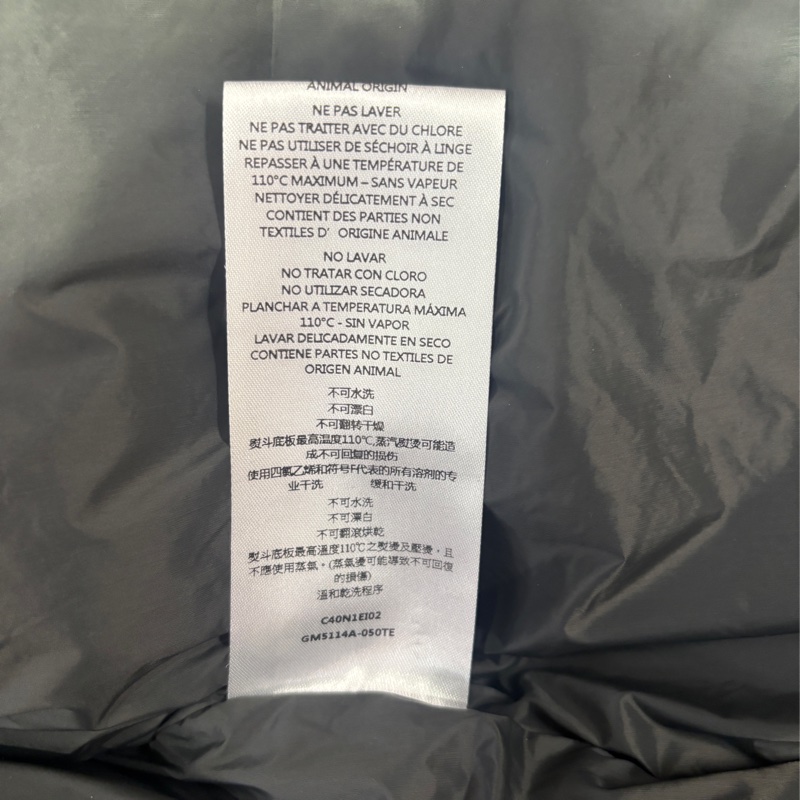 ANIMAL ORIGIN
NE PAS LAVER
NE PAS TRAITER AVEC DU CHLORE
NE PAS UTILISER DE SÉCHOIR À LINGE
REPASSER À UNE TEMPÉRATURE DE
110°C MAXIMUM – SANS VAPEUR
NETTOYER DÉLICATEMENT À SEC
CONTIENT DES PARTIES NON
TEXTILES D' ORIGINE ANIMALE
NO LAVAR
NO TRATAR CON CLORO
NO UTILIZAR SECADORA
PLANCHAR A TEMPERATURA MÁXIMA
110°C - SIN VAPOR
LAVAR DELICADAMENTE EN SECO
CONTIENE PARTES NO TEXTILES DE
ORIGEN ANIMAL
不可水洗
不可漂白
不可翻转干燥
熨斗底板最高温度110℃,蒸汽熨烫可能造
成不可回复的损伤
使用四氯乙烯和符号F代表的所有溶剂的专
业干洗 缓和干洗
不可水洗
不可漂白
不可翻滾烘乾
熨斗底板最高溫度110℃之熨燙及壓燙，且
不應使用蒸氣。(蒸氣燙可能導致不可回復
的損傷)
溫和乾洗程序
C40N1EI02
GM5114A-050TE